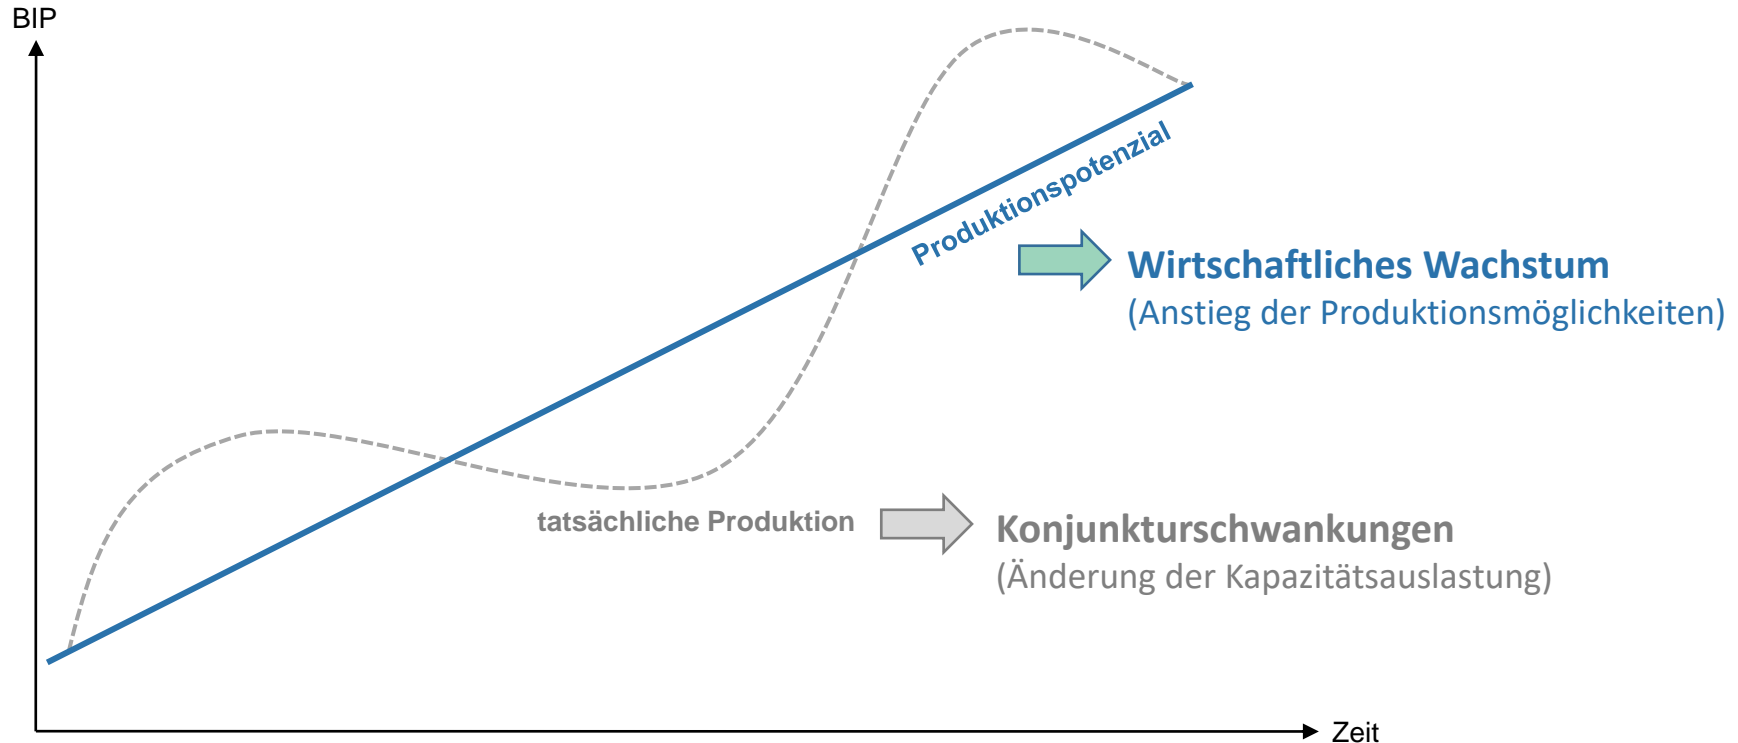 BIP
Produktionspotenzial
Wirtschaftliches Wachstum
(Anstieg der Produktionsmöglichkeiten)
tatsächliche Produktion
Konjunkturschwankungen
(Änderung der Kapazitätsauslastung)
Zeit